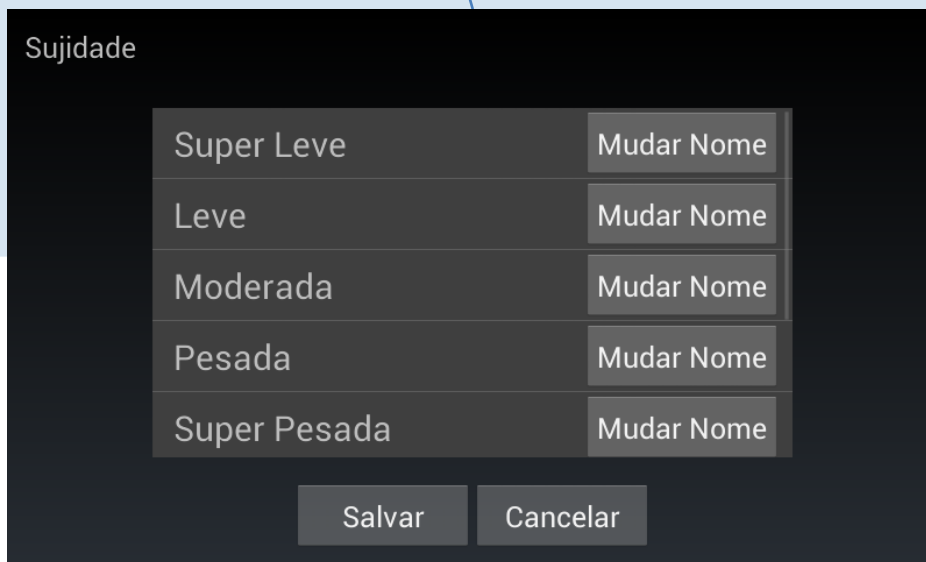 Sujidade
Super Leve Mudar Nome
Leve Mudar Nome
Moderada Mudar Nome
Pesada Mudar Nome
Super Pesada Mudar Nome
Salvar Cancelar